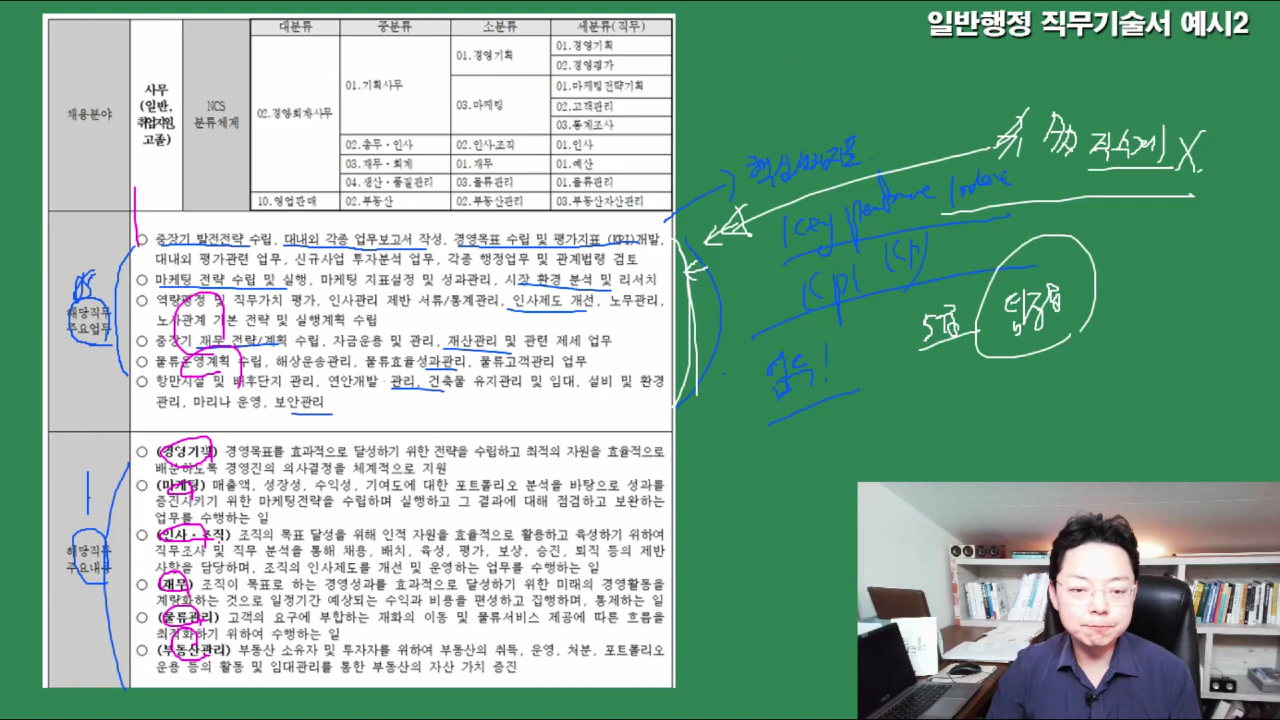 일반행정 직무기술서 예시2
대분류 중분류 소분류 세분류(직무)
채용분야
사무
(일반,
취업지원,
고졸)
NCS
분류체계
02.경영회계사무
01.기획사무
01.경영기획
01.경영기획
02.경영평가
03.마케팅
01.마케팅전략기획
02.고객관리
03.통계조사
02.총무·인사 02.인사·조직 01.인사
03.재무·회계 01.재무 01.예산
04.생산·품질관리 03.물류관리 01.물류관리
10.영업판매 02.부동산 02.부동산관리 03.부동산자산관리
해당직무
주요업무
○ 중장기 발전전략 수립, 대내외 각종 업무보고서 작성, 경영목표 수립 및 평가지표(KPI)개발,
대내외 평가관련 업무, 신규사업 투자분석 업무, 각종 행정업무 및 관계법령 검토
○ 마케팅 전략 수립 및 실행, 마케팅 지표설정 및 성과관리, 시장 환경 분석 및 리서치
○ 역량측정 및 직무가치 평가, 인사관리 제반 서류/통계관리, 인사제도 개선, 노무관리,
노사관계 기본 전략 및 실행계획 수립
○ 중장기 재무 전략/계획 수립, 자금운용 및 관리, 재산관리 및 관련 제세 업무
○ 물류운영계획 수립, 해상운송관리, 물류효율성과관리, 물류고객관리 업무
○ 항만시설 및 배후단지 관리, 연안개발·관리, 건축물 유지관리 및 임대, 설비 및 환경
관리, 마리나 운영, 보안관리
해당직무
주요내용
○ (경영기획) 경영목표를 효과적으로 달성하기 위한 전략을 수립하고 최적의 자원을 효율적으로
배분하도록 경영진의 의사결정을 체계적으로 지원
○ (마케팅) 매출액, 성장성, 수익성, 기여도에 대한 포트폴리오 분석을 바탕으로 성과를
증진시키기 위한 마케팅전략을 수립하며 실행하고 그 결과에 대해 점검하고 보완하는
업무를 수행하는 일
○ (인사·조직) 조직의 목표 달성을 위해 인적 자원을 효율적으로 활용하고 육성하기 위하여
직무조사 및 직무 분석을 통해 채용, 배치, 육성, 평가, 보상, 승진, 퇴직 등의 제반
사항을 담당하며, 조직의 인사제도를 개선 및 운영하는 업무를 수행하는 일
○ (재무) 조직이 목표로 하는 경영성과를 효과적으로 달성하기 위한 미래의 경영활동을
계량화하는 것으로 일정기간 예상되는 수익과 비용을 편성하고 집행하며, 통제하는 일
○ (물류관리) 고객의 요구에 부합하는 재화의 이동 및 물류서비스 제공에 따른 흐름을
최적화하기 위하여 수행하는 일
○ (부동산관리) 부동산 소유자 및 투자자를 위하여 부동산의 취득, 운영, 처분, 포트폴리오
운용 등의 활동 및 임대관리를 통한 부동산의 자산 가치 증진
핵심성과지표
Key Performance Index
KPI